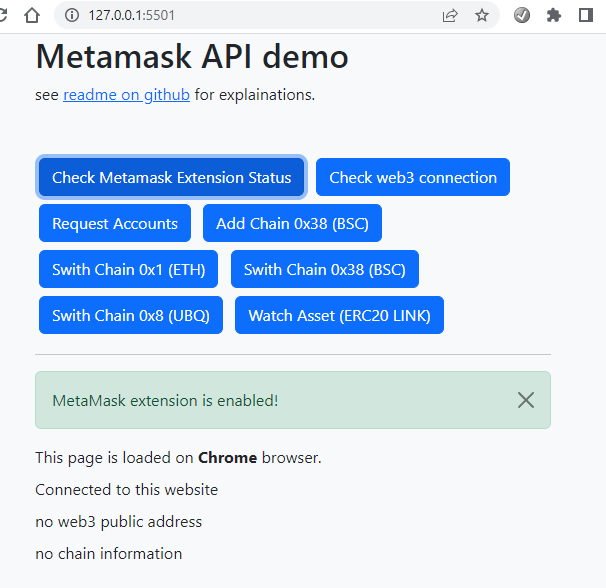 127.0.0.1:5501
Metamask API demo
see readme on github for explainations.
Check Metamask Extension Status Check web3 connection
Request Accounts Add Chain 0x38 (BSC)
Swith Chain 0x1 (ETH) Swith Chain 0x38 (BSC)
Swith Chain 0x8 (UBQ) Watch Asset (ERC20 LINK)
MetaMask extension is enabled!
This page is loaded on Chrome browser.
Connected to this website
no web3 public address
no chain information